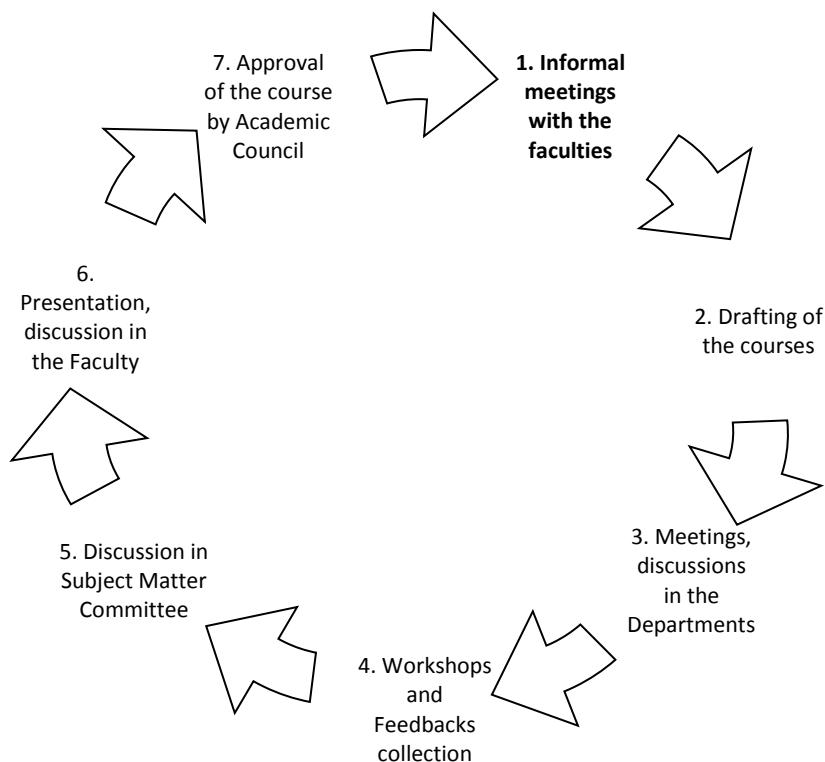 1. Informal
meetings
with the
faculties
2. Drafting of
the courses
3. Meetings,
discussions
in the
Departments
4. Workshops
and
Feedbacks
collection
5. Discussion in
Subject Matter
Committee
6.
Presentation,
discussion in
the Faculty
7. Approval
of the course
by Academic
Council